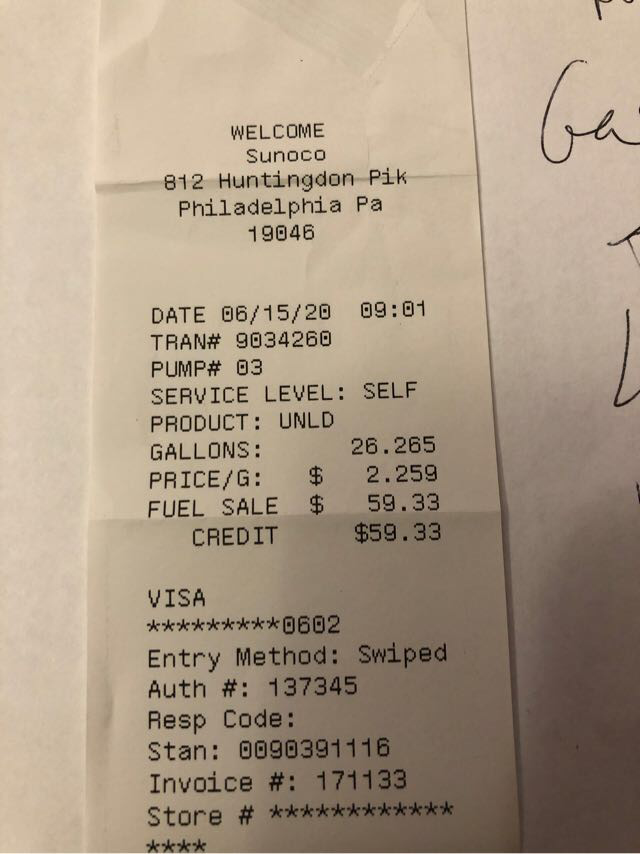 WELCOME
Sunoco
812 Huntingdon Pik
Philadelphia Pa
19046
DATE 06/15/20 09:01
TRAN# 9034260
PUMP# 03
SERVICE LEVEL: SELF
PRODUCT: UNLD
GALLONS: 26.265
PRICE/G: $ 2.259
FUEL SALE $ 59.33
CREDIT $59.33
VISA
*********0602
Entry Method: Swiped
Auth #: 137345
Resp Code:
Stan: 0090391116
Invoice #: 171133
Store # ************
****